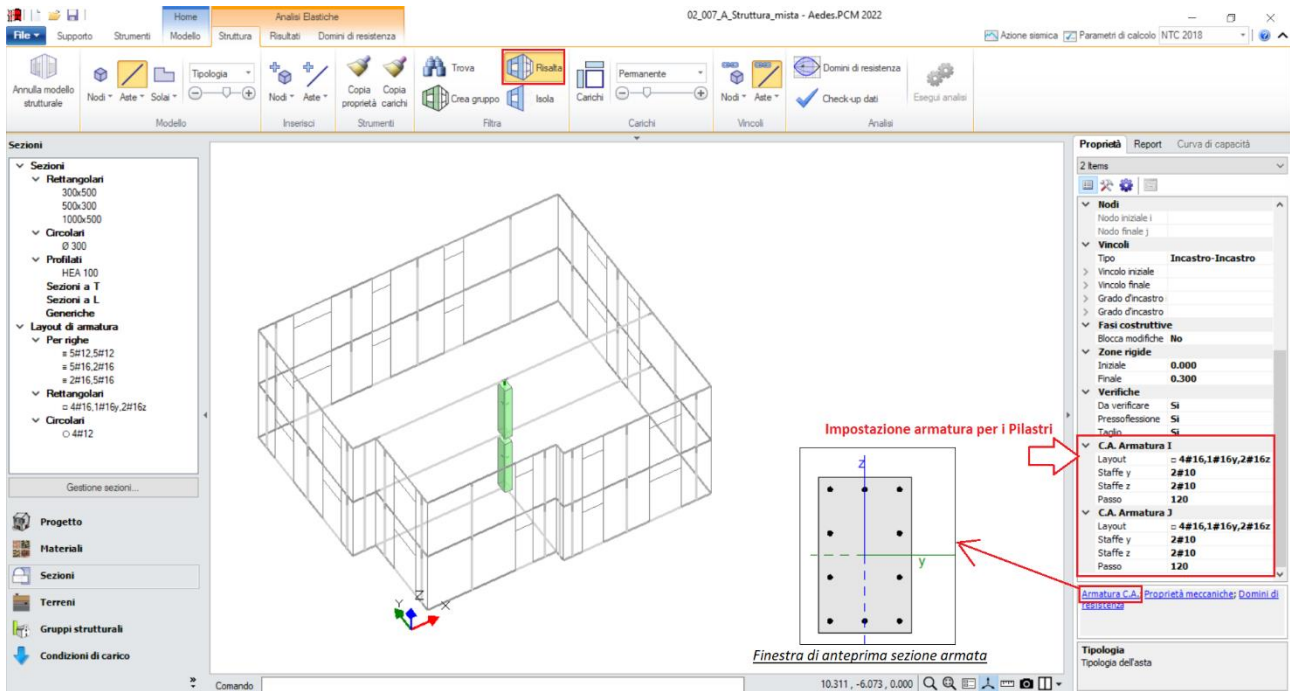 02_007_A_Struttura_mista - Aedes.PCM 2022
Home
Analisi Elastiche
File
Supporto
Strumenti
Modello
Struttura
Risultati
Domini di resistenza
Azione sismica
Parametri di calcolo
NTC 2018
Annulla modello
strutturale
Nodi
Aste
Solai
Tipologia
Modello
Nodi
Aste
Inserisci
Copia
proprietà
Copia
carichi
Strumenti
Trova
Crea gruppo
Risalta
Isola
Filtra
Carichi
Permanente
Carichi
Nodi
Aste
Vincoli
Domini di resistenza
Check-up dati
Esegui analisi
Analisi
Sezioni
Sezioni
Rettangolari
300x500
500x300
1000x500
Circolari
Ø 300
Profilati
HEA 100
Sezioni a T
Sezioni a L
Generiche
Layout di armatura
Per righe
5#12,5#12
5#16,2#16
2#16,5#16
Rettangolari
4#16,1#16y,2#16z
Circolari
4#12
Gestione sezioni...
Progetto
Materiali
Sezioni
Terreni
Gruppi strutturali
Condizioni di carico
Y Z X
Impostazione armatura per i Pilastri
z
y
Finestra di anteprima sezione armata
Proprietà
Report
Curva di capacità
2 Items
Nodi
Nodo iniziale i
Nodo finale j
Vincoli
Tipo Incastro-Incastro
Vincolo iniziale
Vincolo finale
Grado d'incastro
Grado d'incastro
Fasi costruttive
Blocca modifiche No
Zone rigide
Iniziale 0.000
Finale 0.300
Verifiche
Da verificare Si
Pressoflessione Si
Taglio Si
C.A. Armatura I
Layout 4#16,1#16y,2#16z
Staffe y 2#10
Staffe z 2#10
Passo 120
C.A. Armatura J
Layout 4#16,1#16y,2#16z
Staffe y 2#10
Staffe z 2#10
Passo 120
Armatura C.A.; Proprietà meccaniche; Domini di
resistenza
Tipologia
Tipologia dell'asta
Comando
10.311 , -6.073 , 0.000